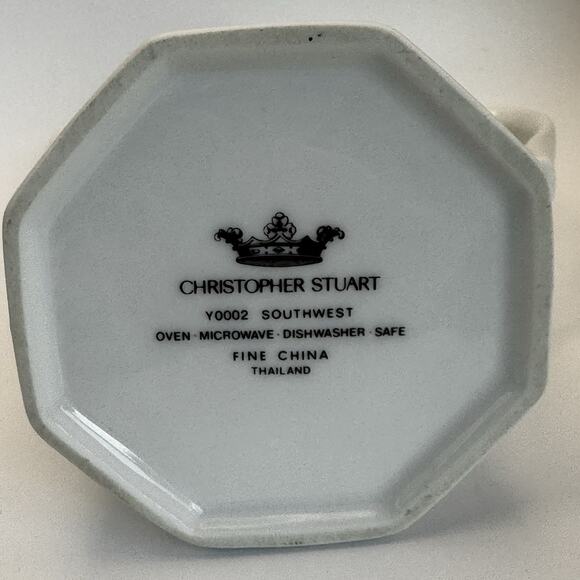 CHRISTOPHER STUART
Y0002 SOUTHWEST
OVEN · MICROWAVE · DISHWASHER · SAFE
FINE CHINA
THAILAND